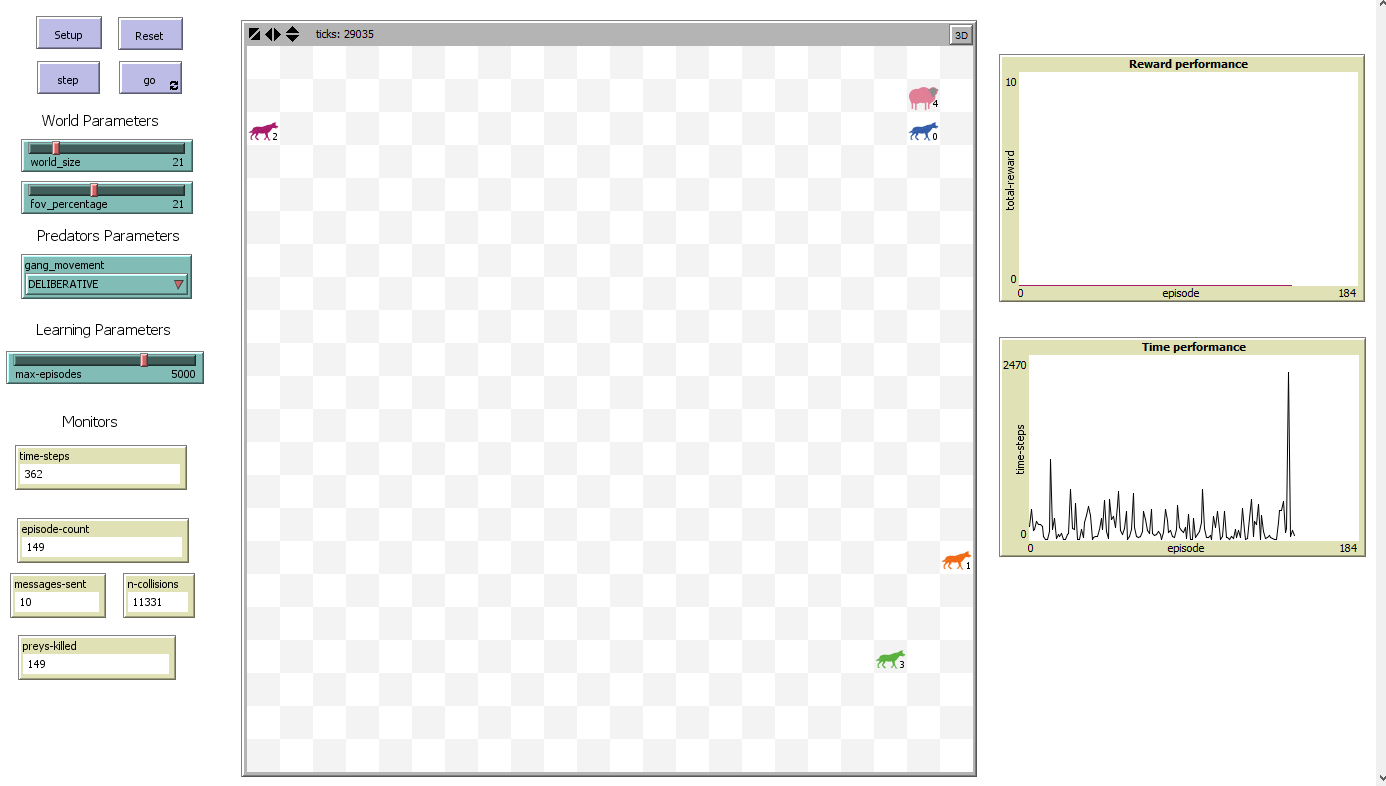 Setup
Reset
step
go
World Parameters
world_size 21
fov_percentage 21
Predators Parameters
gang_movement
DELIBERATIVE
Learning Parameters
max-episodes 5000
Monitors
time-steps
362
episode-count
149
messages-sent
10
n-collisions
11331
preys-killed
149
ticks: 29035
3D
4
2
0
1
3
Reward performance
10
total-reward
0
0 episode 184
Time performance
2470
time-steps
0
0 episode 184